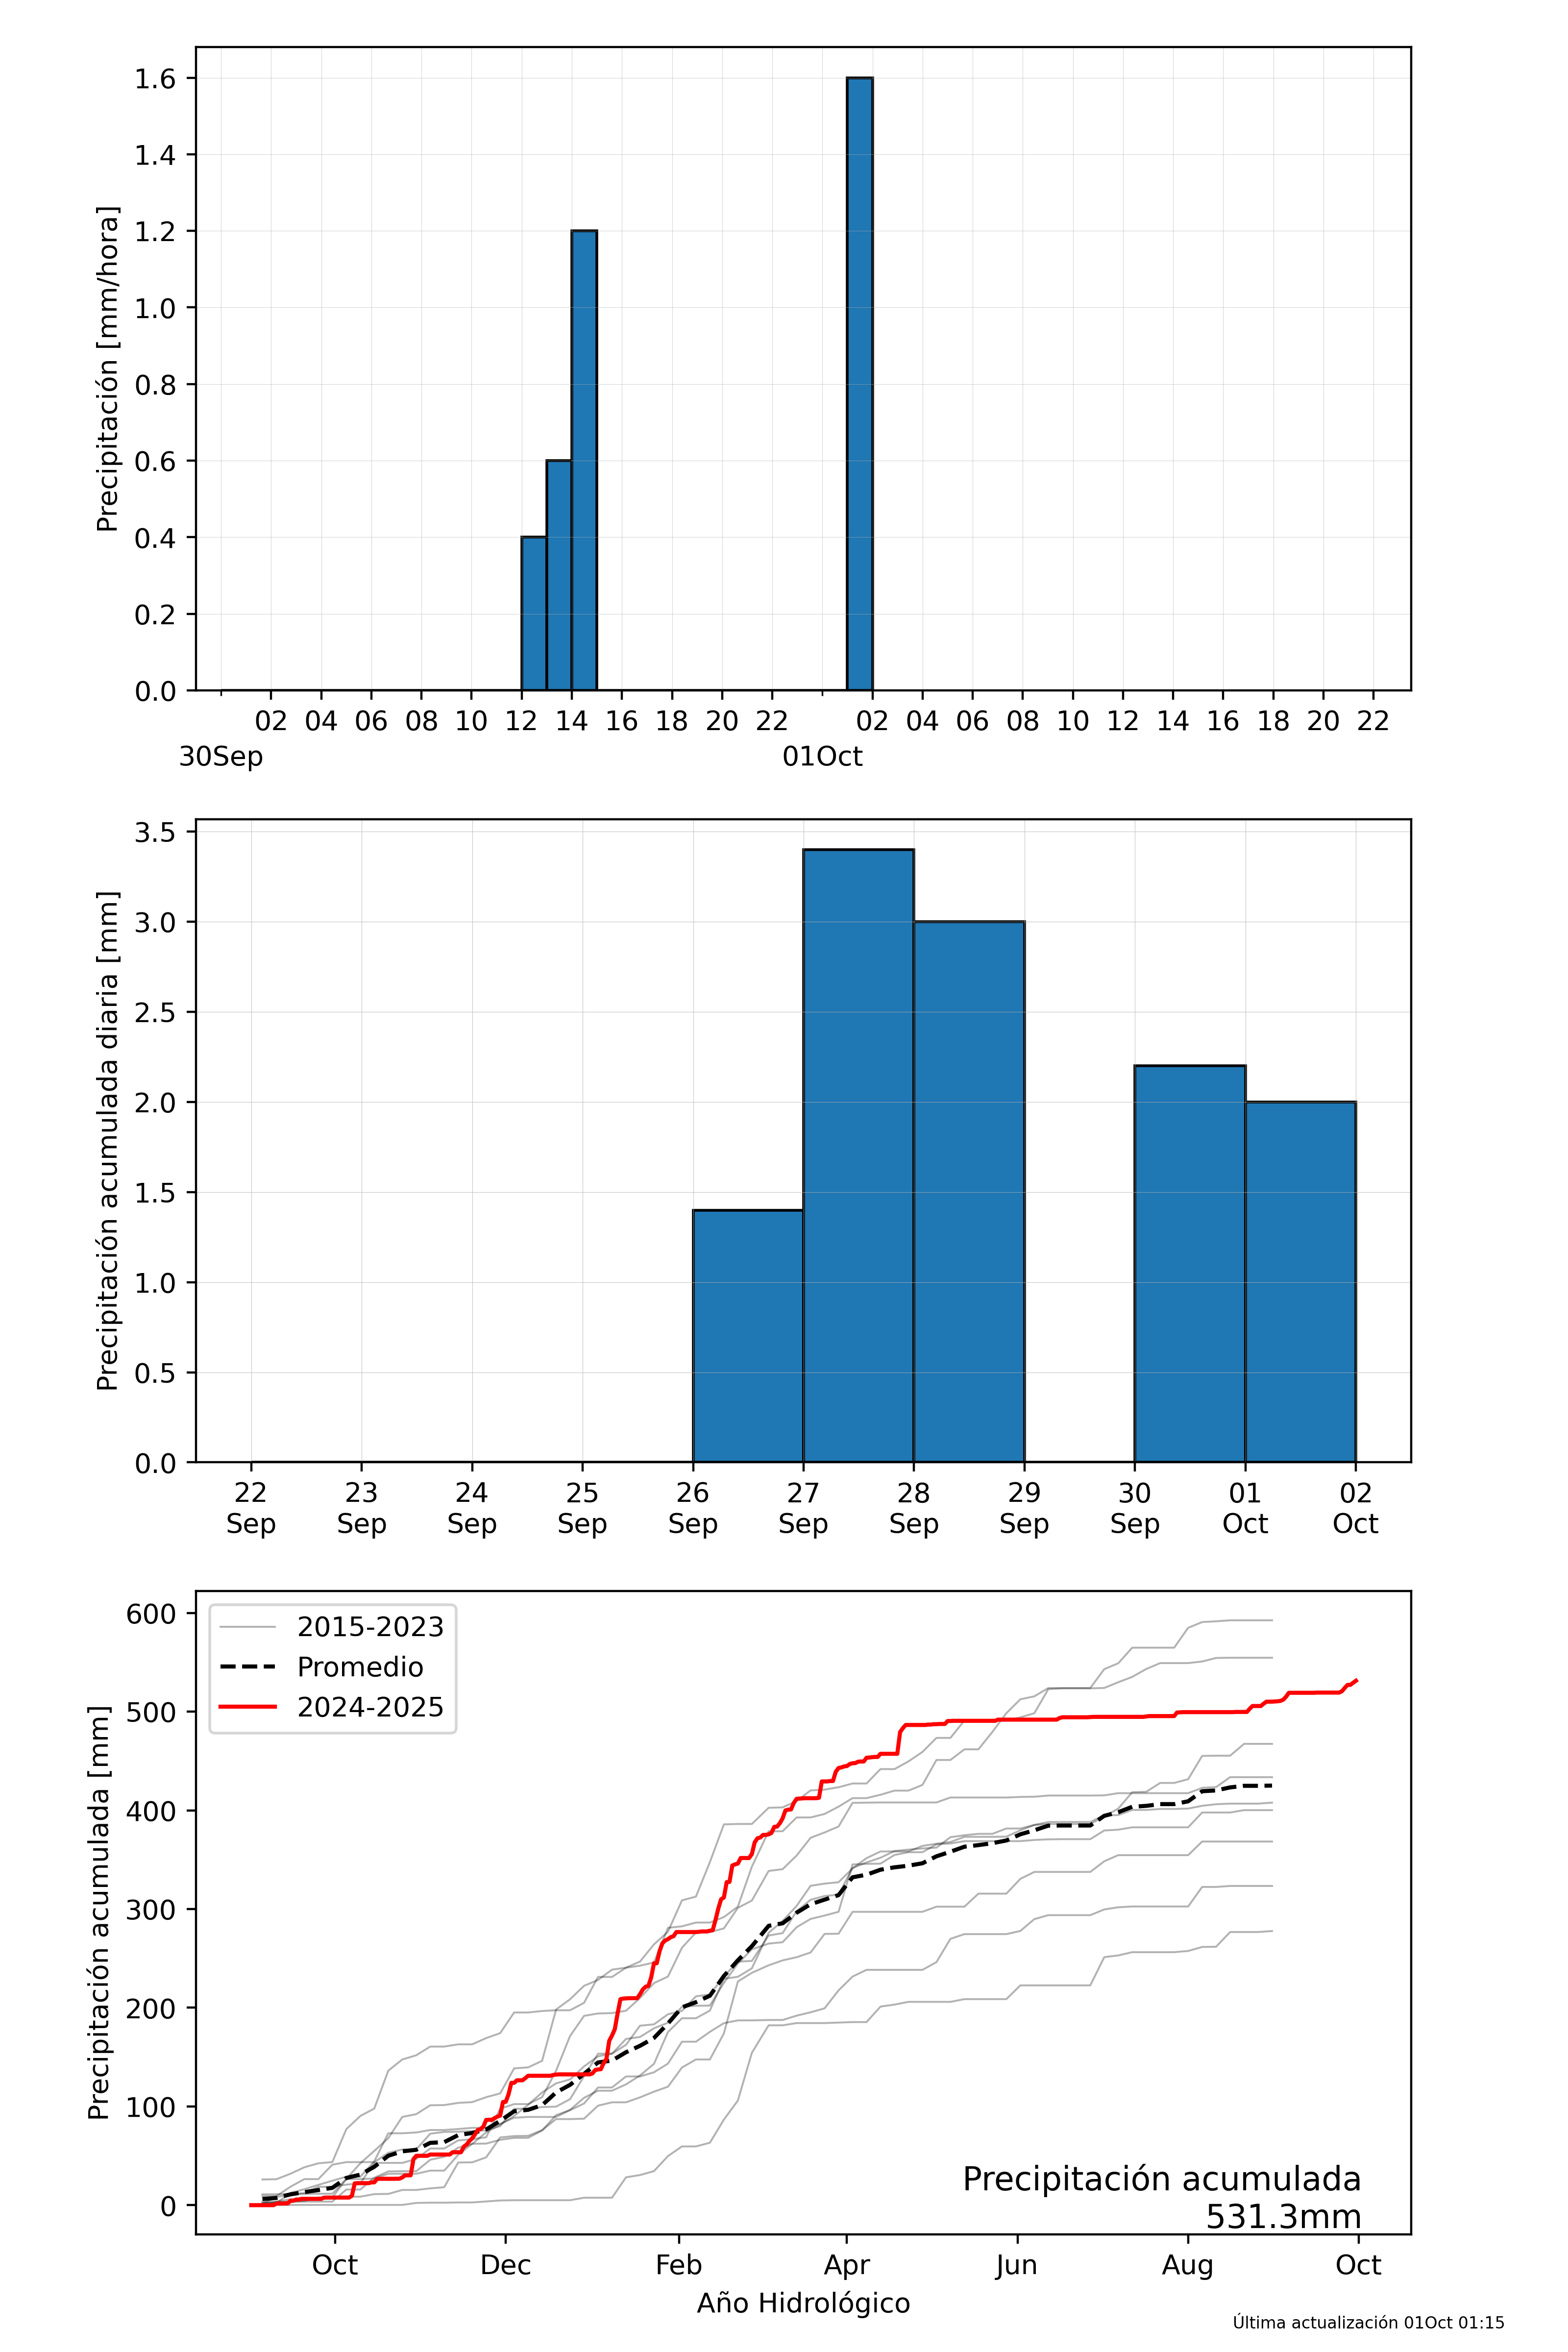 Precipitación [mm/hora]
1.6
1.4
1.2
1.0
0.8
0.6
0.4
0.2
0.0
02 04 06 08 10 12 14 16 18 20 22 02 04 06 08 10 12 14 16 18 20 22
30Sep 01Oct
Precipitación acumulada diaria [mm]
3.5
3.0
2.5
2.0
1.5
1.0
0.5
0.0
22 23 24 25 26 27 28 29 30 01 02
Sep Sep Sep Sep Sep Sep Sep Sep Sep Oct Oct
Precipitación acumulada [mm]
600
500
400
300
200
100
0
2015-2023
Promedio
2024-2025
Precipitación acumulada
531.3mm
Oct Dec Feb Apr Jun Aug Oct
Año Hidrológico
Última actualización 01Oct 01:15